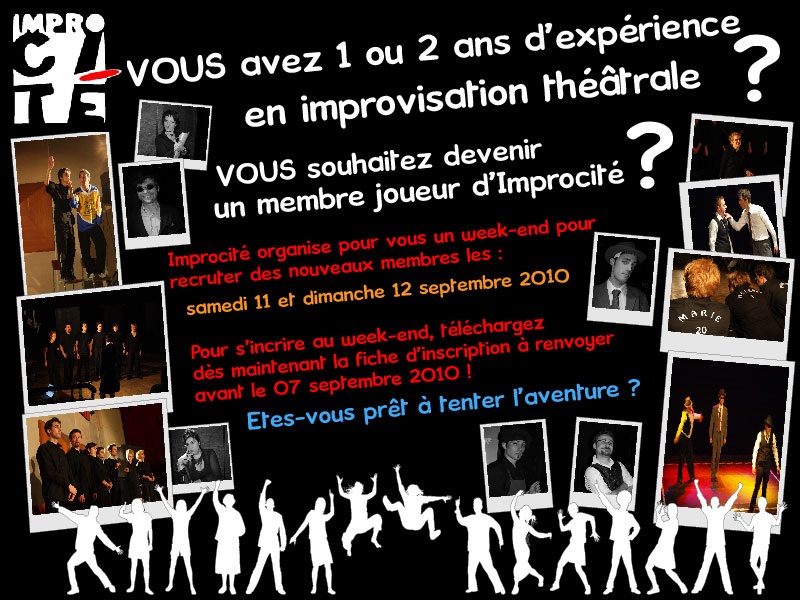 IMPRO
CITE
VOUS avez 1 ou 2 ans d'expérience
en improvisation théâtrale ?
VOUS souhaitez devenir
un membre joueur d'Improcité ?
Improcité organise pour vous un week-end pour
recruter des nouveaux membres les :
samedi 11 et dimanche 12 septembre 2010
Pour s'incrire au week-end, téléchargez
dès maintenant la fiche d'inscription à renvoyer
avant le 07 septembre 2010 !
Etes-vous prêt à tenter l'aventure ?
MARIE
20